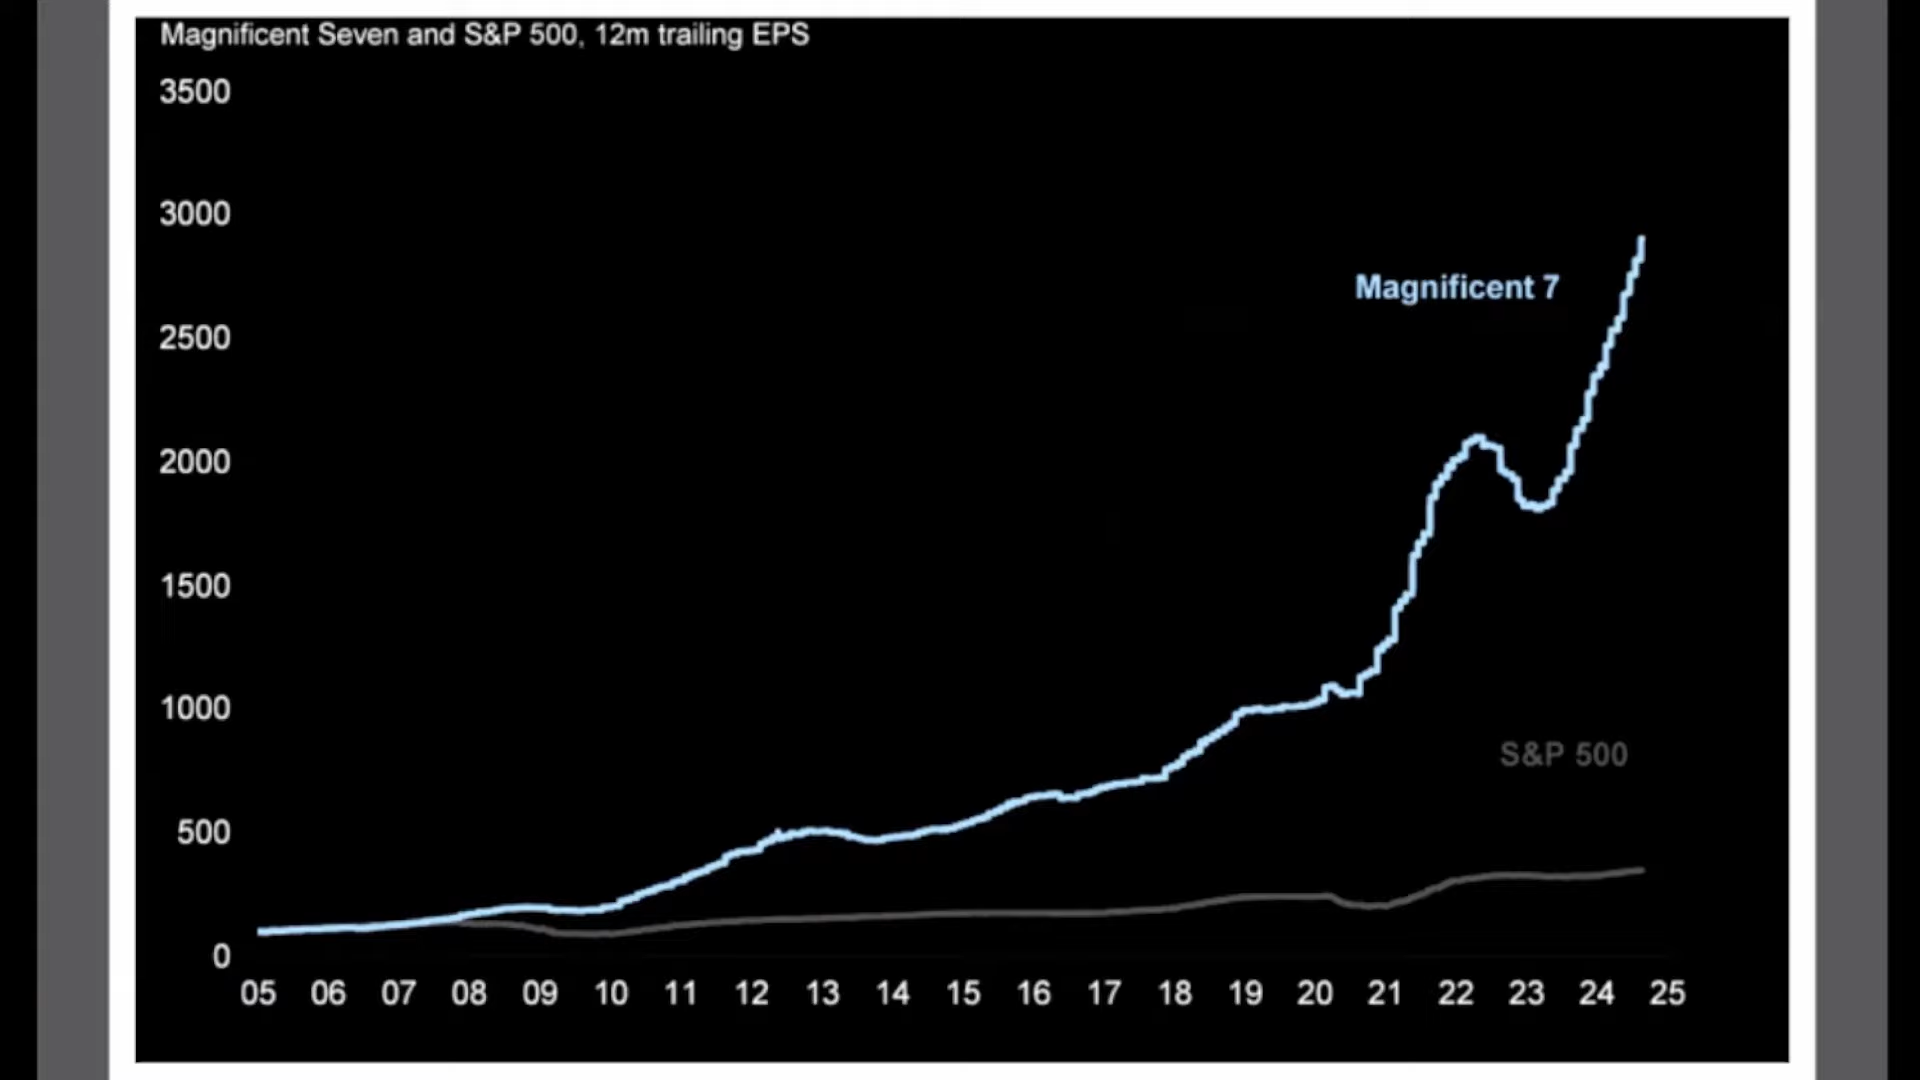 Magnificent Seven and S&P 500, 12m trailing EPS
3500
3000
Magnificent 7
2500
2000
1500
1000
S&P 500
500
0
05 06 07 08 09 10 11 12 13 14 15 16 17 18 19 20 21 22 23 24 25